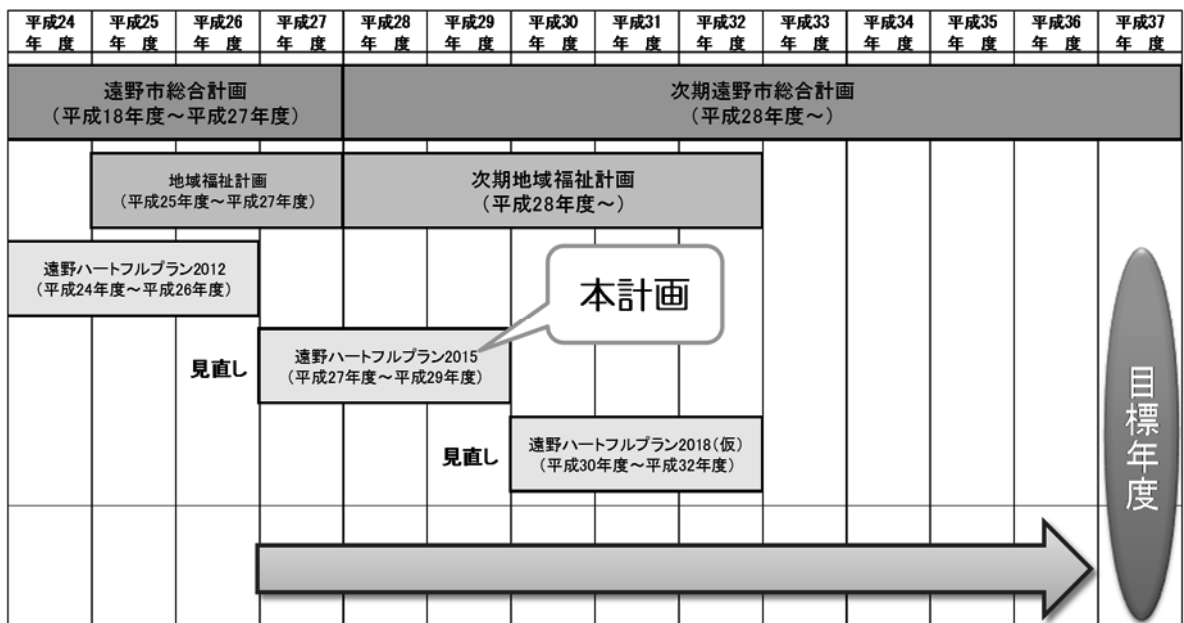 平成24 平成25 平成26 平成27 平成28 平成29 平成30 平成31 平成32 平成33 平成34 平成35 平成36 平成37
年 度 年 度 年 度 年 度 年 度 年 度 年 度 年 度 年 度 年 度 年 度 年 度 年 度 年 度
遠野市総合計画
(平成18年度～平成27年度)
次期遠野市総合計画
(平成28年度～)
地域福祉計画
(平成25年度～平成27年度)
次期地域福祉計画
(平成28年度～)
遠野ハートフルプラン2012
(平成24年度～平成26年度)
本計画
見直し
遠野ハートフルプラン2015
(平成27年度～平成29年度)
見直し
遠野ハートフルプラン2018(仮)
(平成30年度～平成32年度)
目標年度